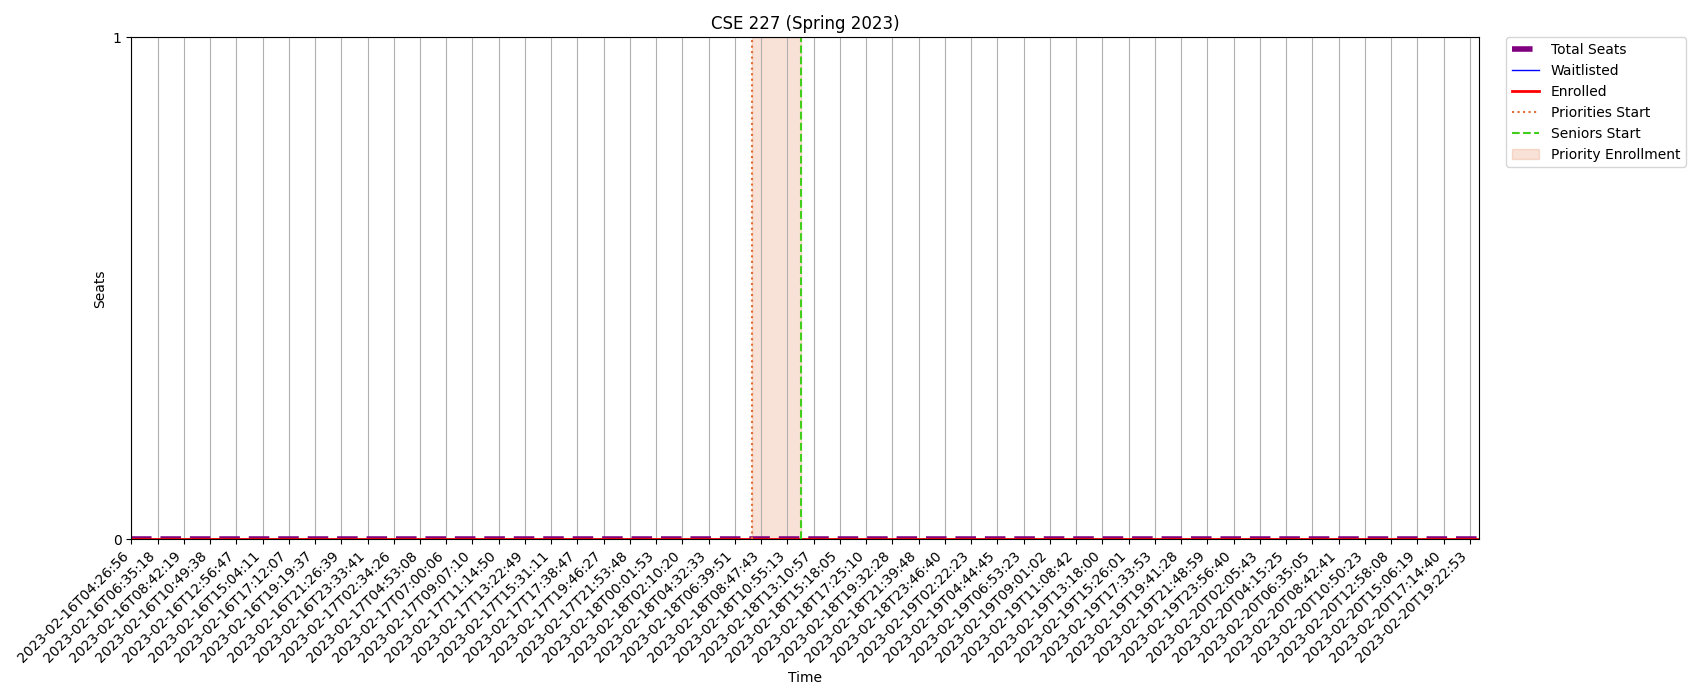 CSE 227 (Spring 2023)
1
0
Seats
2023-02-16T04:26:56
2023-02-16T06:35:18
2023-02-16T08:42:19
2023-02-16T10:49:38
2023-02-16T12:56:47
2023-02-16T15:04:11
2023-02-16T17:12:07
2023-02-16T19:19:37
2023-02-16T21:26:39
2023-02-16T23:33:41
2023-02-17T02:34:26
2023-02-17T04:53:08
2023-02-17T07:00:06
2023-02-17T09:07:10
2023-02-17T11:14:50
2023-02-17T13:22:49
2023-02-17T15:31:11
2023-02-17T17:38:47
2023-02-17T19:46:27
2023-02-17T21:53:48
2023-02-18T00:01:53
2023-02-18T02:10:20
2023-02-18T04:32:33
2023-02-18T06:39:51
2023-02-18T08:47:43
2023-02-18T10:55:13
2023-02-18T13:10:57
2023-02-18T15:18:05
2023-02-18T17:25:10
2023-02-18T19:32:28
2023-02-18T21:39:48
2023-02-18T23:46:40
2023-02-19T02:22:23
2023-02-19T04:44:45
2023-02-19T06:53:23
2023-02-19T09:01:02
2023-02-19T11:08:42
2023-02-19T13:18:00
2023-02-19T15:26:01
2023-02-19T17:33:53
2023-02-19T19:41:28
2023-02-19T21:48:59
2023-02-19T23:56:40
2023-02-20T02:05:43
2023-02-20T04:15:25
2023-02-20T06:35:05
2023-02-20T08:42:41
2023-02-20T10:50:23
2023-02-20T12:58:08
2023-02-20T15:06:19
2023-02-20T17:14:40
2023-02-20T19:22:53
Time
Total Seats
Waitlisted
Enrolled
Priorities Start
Seniors Start
Priority Enrollment